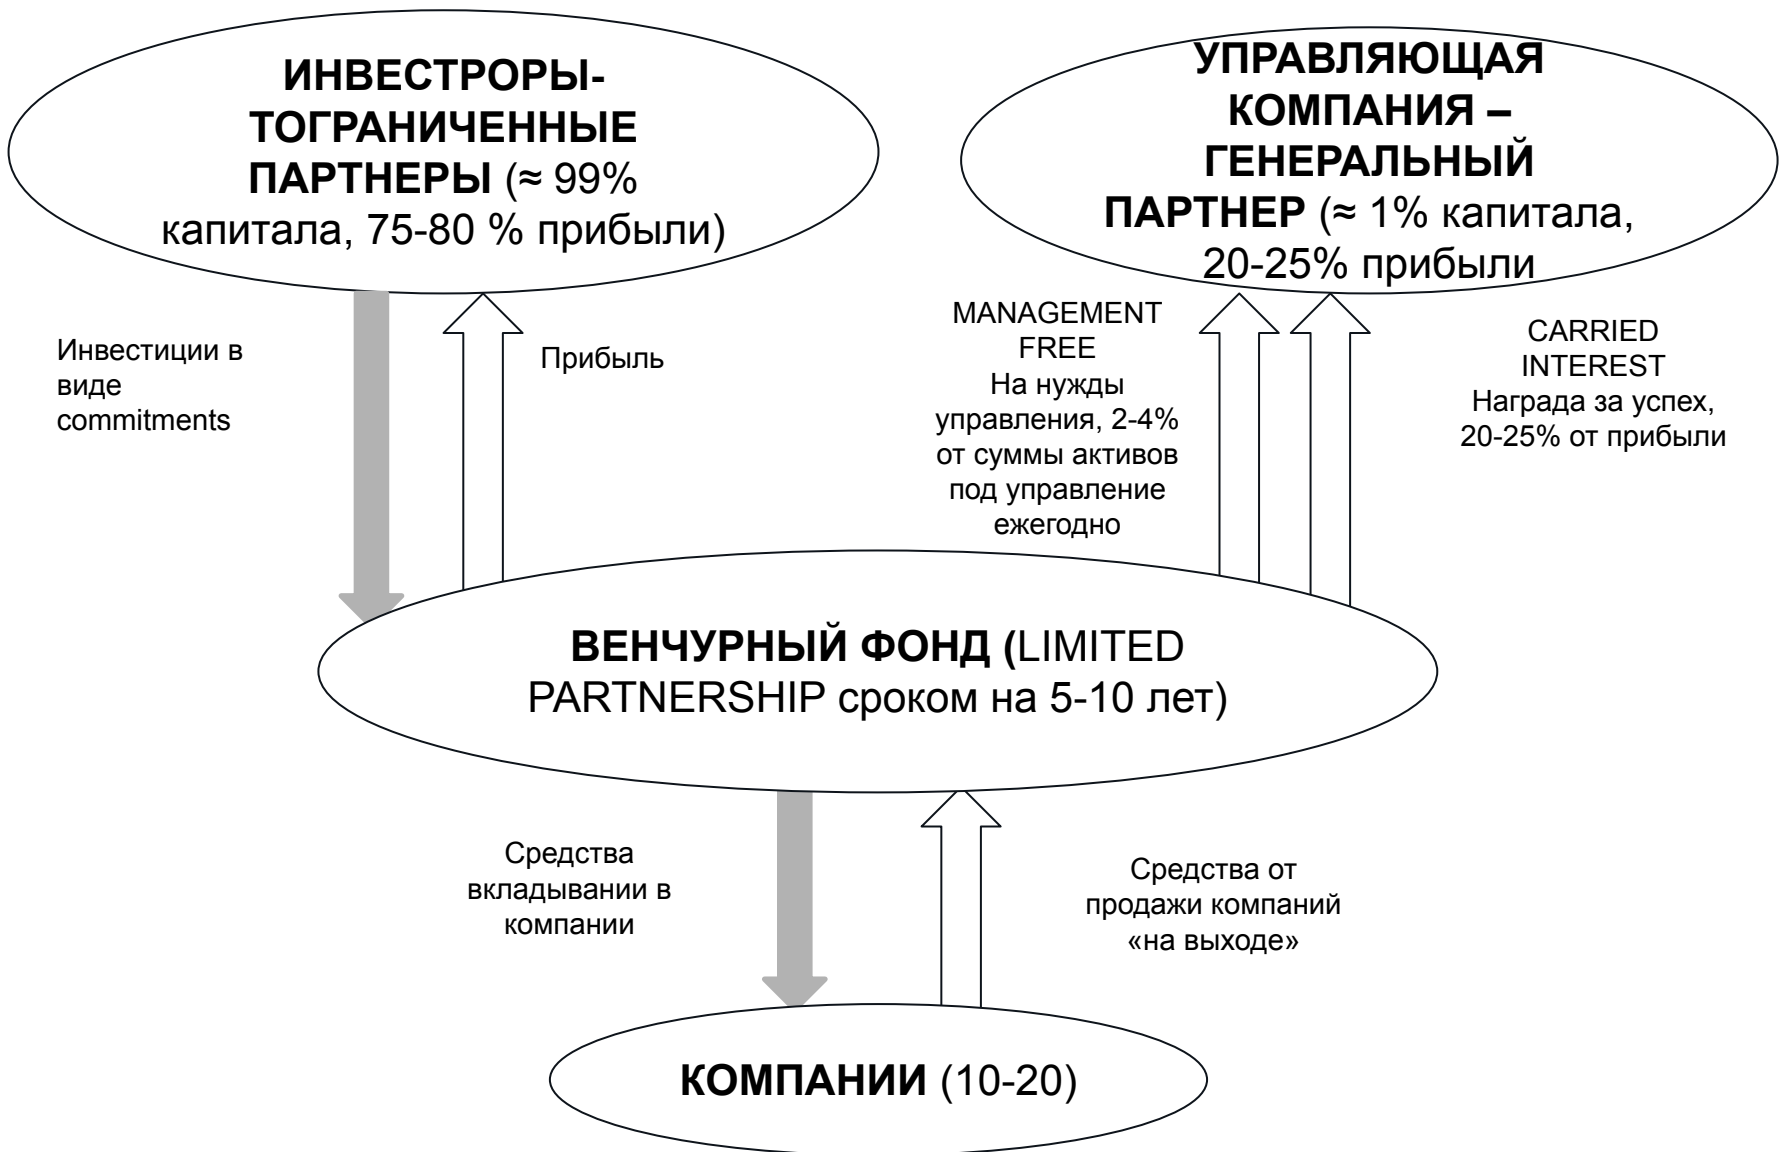 ИНВЕСТРОРЫ-
ТОГРАНИЧЕННЫЕ
ПАРТНЕРЫ (≈ 99%
капитала, 75-80 % прибыли)
УПРАВЛЯЮЩАЯ
КОМПАНИЯ –
ГЕНЕРАЛЬНЫЙ
ПАРТНЕР (≈ 1% капитала,
20-25% прибыли
Инвестиции в
виде
commitments
Прибыль
MANAGEMENT
FREE
На нужды
управления, 2-4%
от суммы активов
под управление
ежегодно
CARRIED
INTEREST
Награда за успех,
20-25% от прибыли
ВЕНЧУРНЫЙ ФОНД (LIMITED
PARTNERSHIP сроком на 5-10 лет)
Средства
вкладывании в
компании
Средства от
продажи компаний
«на выходе»
КОМПАНИИ (10-20)